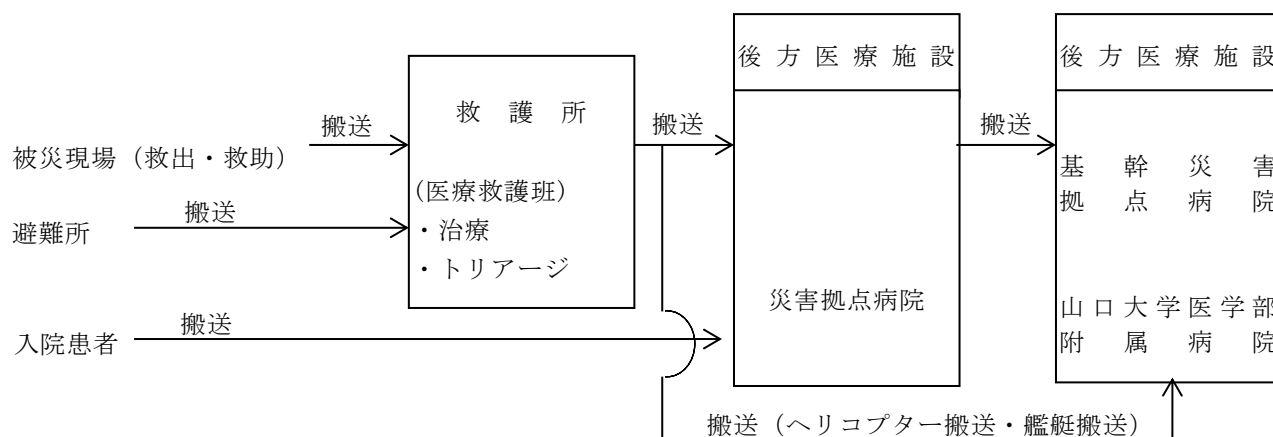 被災現場（救出・救助）
搬送
避難所
搬送
入院患者
搬送
救護所
(医療救護班)
・治療
・トリアージ
搬送
後方医療施設
災害拠点病院
搬送
後方医療施設
基幹災害
拠点病院
山口大学医学部
附属病院
搬送（ヘリコプター搬送・艦艇搬送）